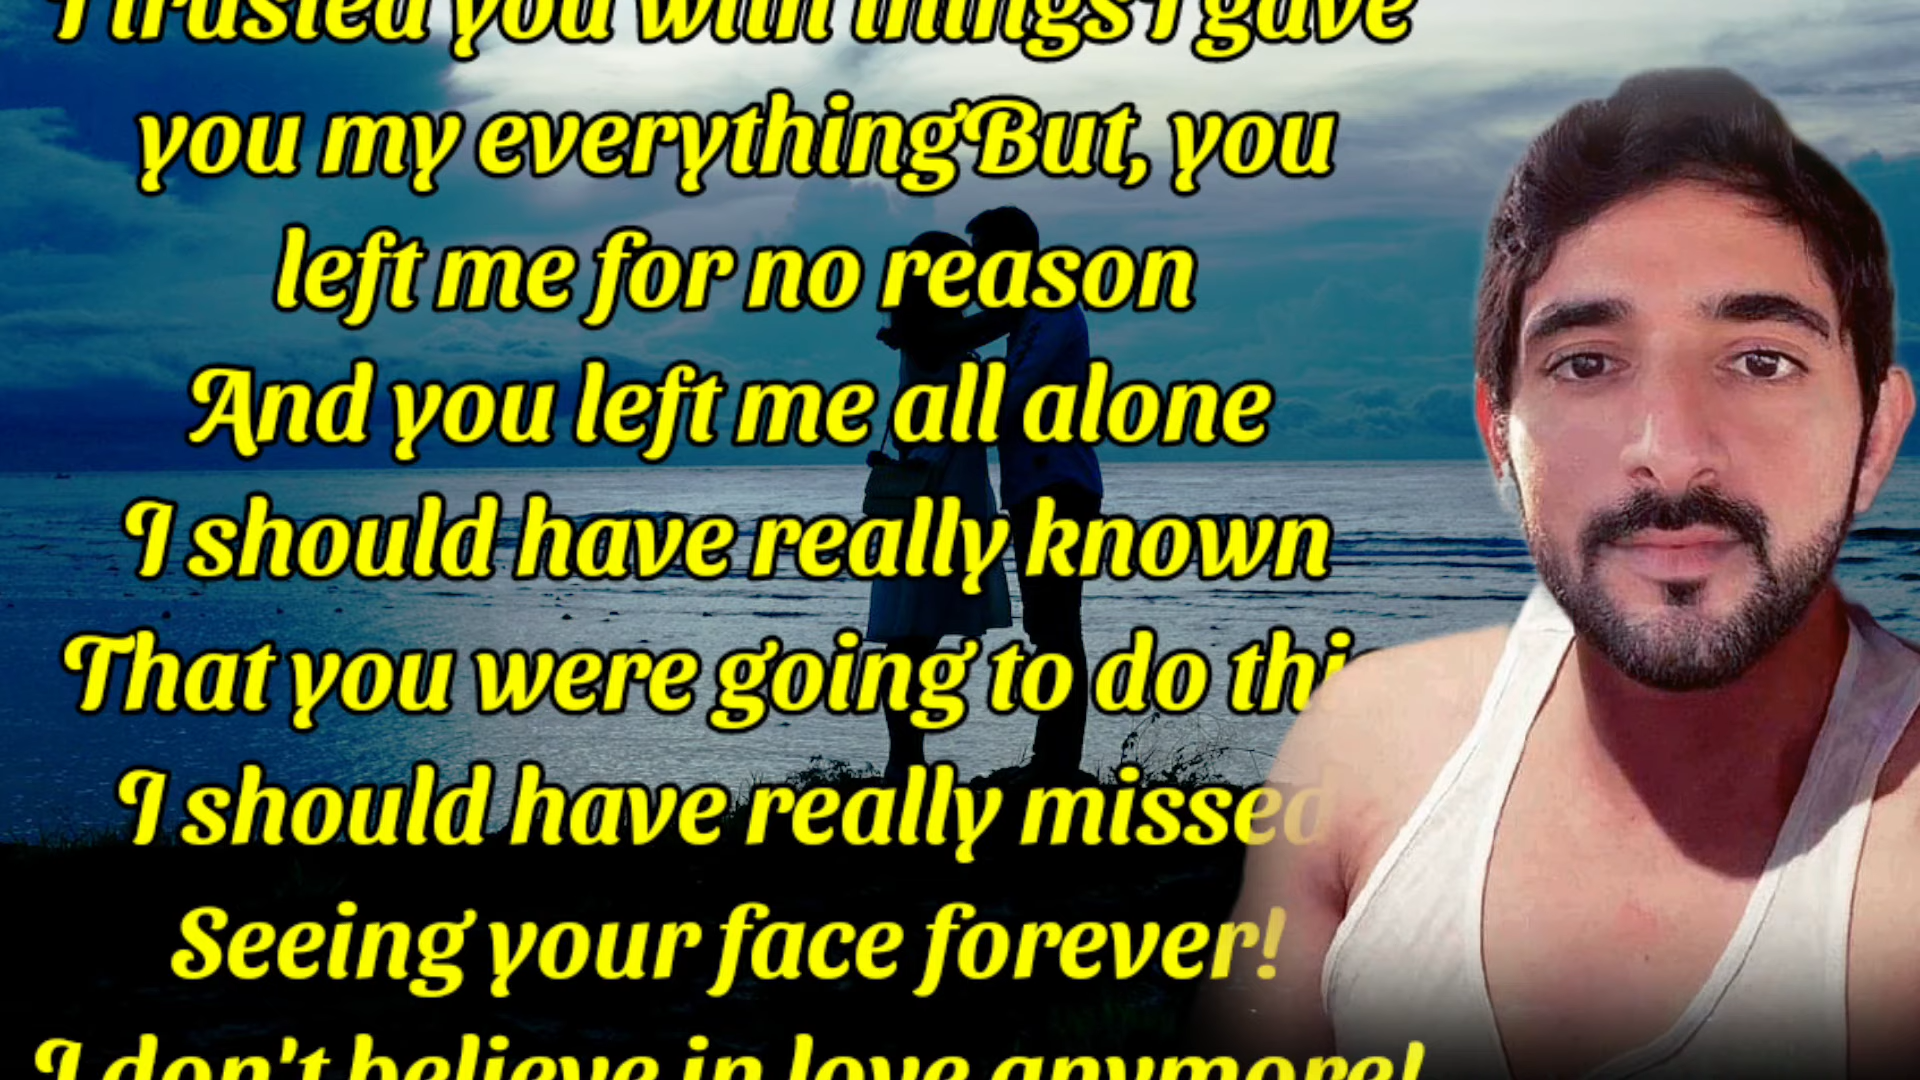 I trusted you with things I gave
you my everythingBut, you
left me for no reason
And you left me all alone
I should have really known
That you were going to do thi
I should have really missed
Seeing your face forever!
I don't believe in love anymore!